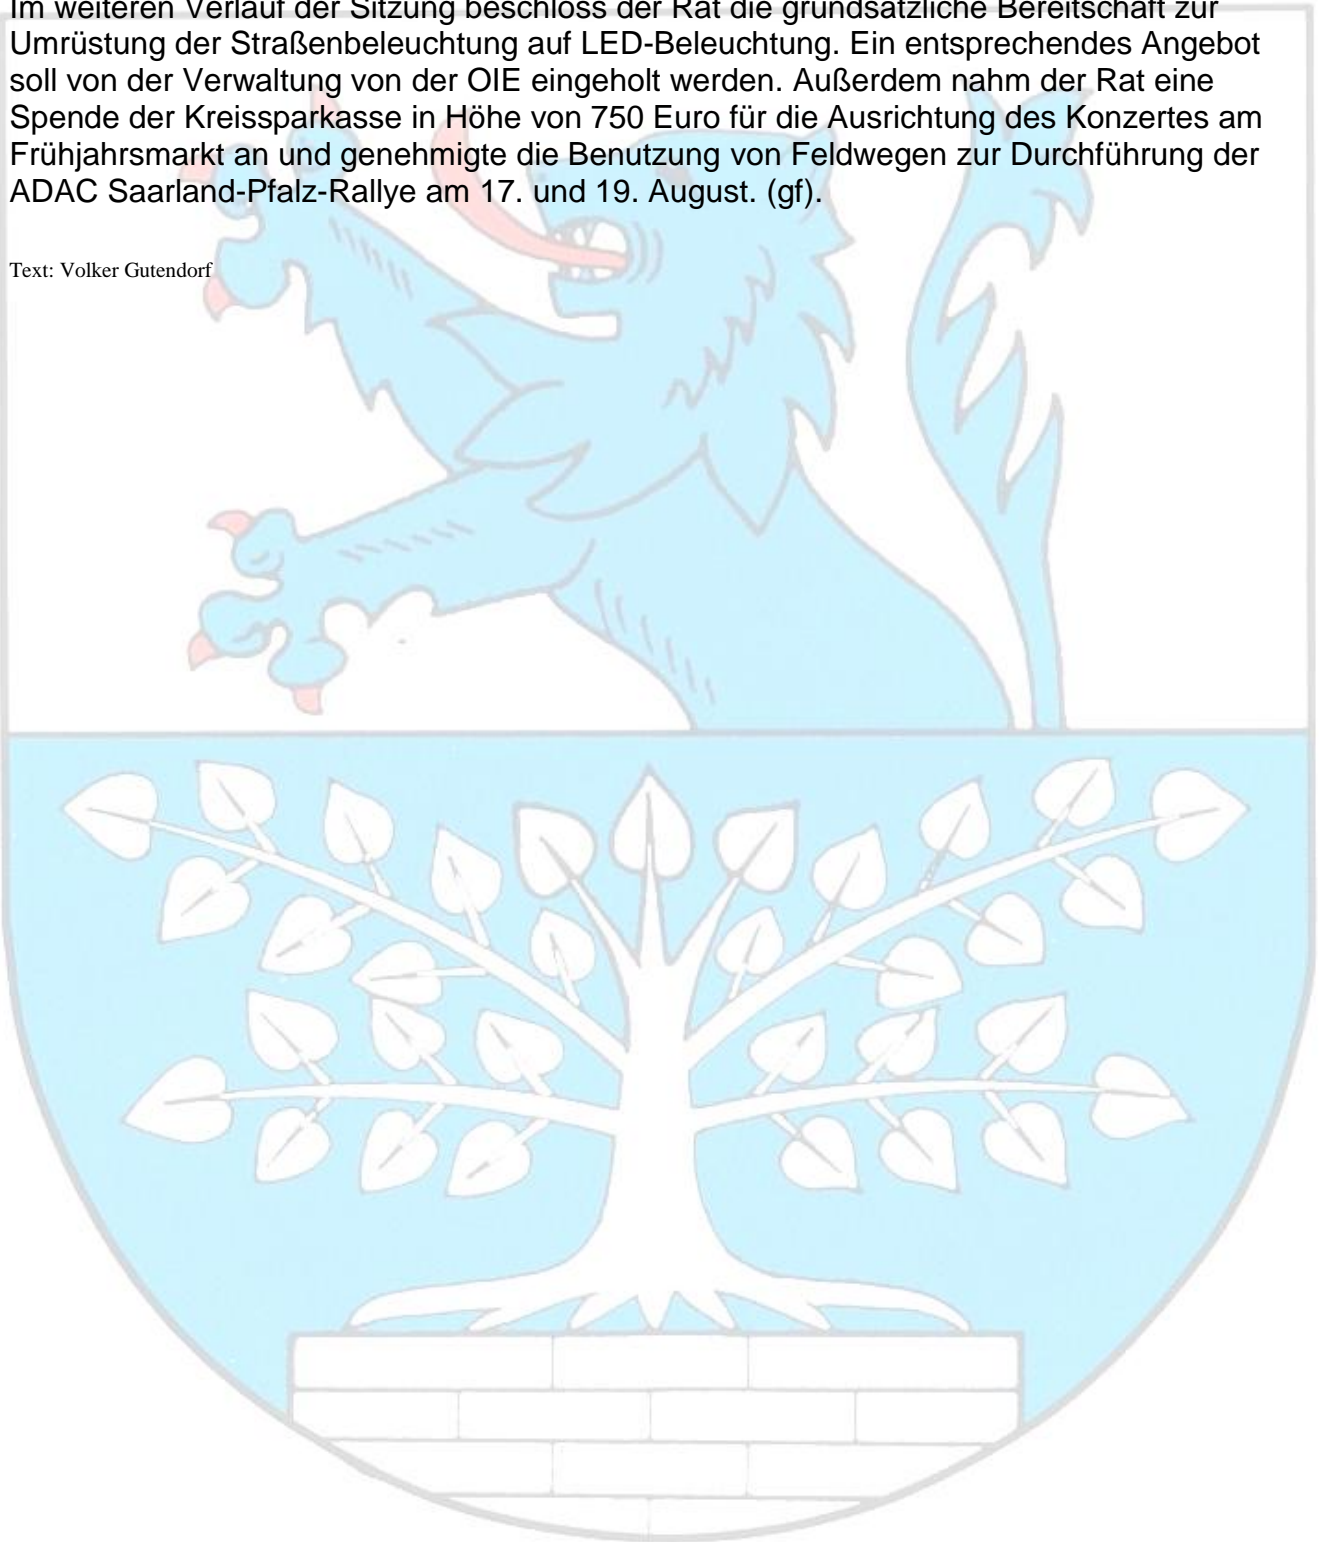 Im weiteren Verlauf der Sitzung beschloss der Rat die grundsätzliche Bereitschaft zur
Umrüstung der Straßenbeleuchtung auf LED-Beleuchtung. Ein entsprechendes Angebot
soll von der Verwaltung von der OIE eingeholt werden. Außerdem nahm der Rat eine
Spende der Kreissparkasse in Höhe von 750 Euro für die Ausrichtung des Konzertes am
Frühjahrsmarkt an und genehmigte die Benutzung von Feldwegen zur Durchführung der
ADAC Saarland-Pfalz-Rallye am 17. und 19. August. (gf).
Text: Volker Gutendorf